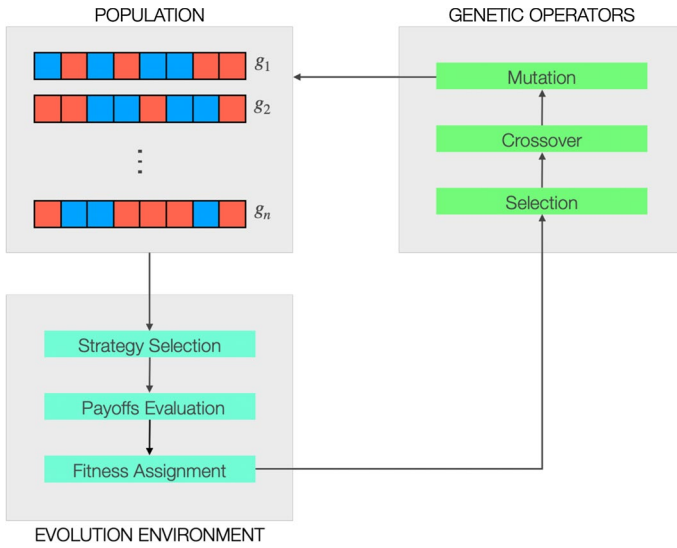 POPULATION
g1
g2
⋮
gn
GENETIC OPERATORS
Mutation
Crossover
Selection
Strategy Selection
Payoffs Evaluation
Fitness Assignment
EVOLUTION ENVIRONMENT